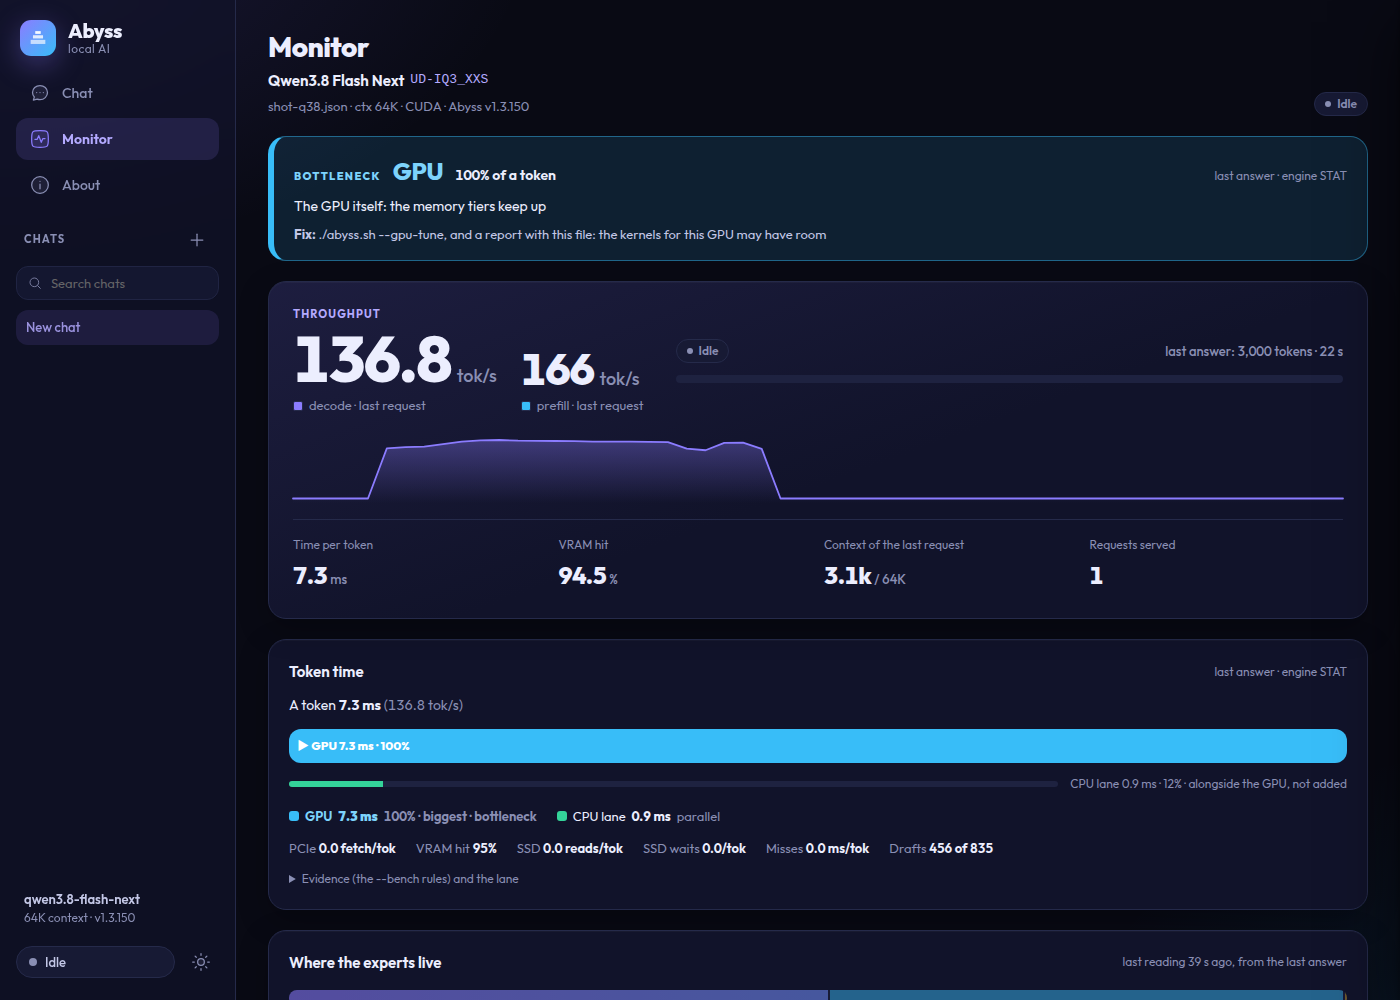 Abyss
local AI
Chat
Monitor
About
CHATS
Search chats
New chat
qwen3.8-flash-next
64K context · v1.3.150
Idle
Monitor
Qwen3.8 Flash Next UD-IQ3_XXS
shot-q38.json · ctx 64K · CUDA · Abyss v1.3.150
Idle
BOTTLENECK GPU 100% of a token
last answer · engine STAT
The GPU itself: the memory tiers keep up
Fix: ./abyss.sh --gpu-tune, and a report with this file: the kernels for this GPU may have room
THROUGHPUT
136.8 tok/s
166 tok/s
Idle
last answer: 3,000 tokens · 22 s
decode · last request
prefill · last request
Time per token
7.3 ms
VRAM hit
94.5 %
Context of the last request
3.1k / 64K
Requests served
1
Token time
last answer · engine STAT
A token 7.3 ms (136.8 tok/s)
▶ GPU 7.3 ms · 100%
CPU lane 0.9 ms · 12% · alongside the GPU, not added
GPU 7.3 ms 100% · biggest · bottleneck
CPU lane 0.9 ms parallel
PCIe 0.0 fetch/tok VRAM hit 95% SSD 0.0 reads/tok SSD waits 0.0/tok Misses 0.0 ms/tok Drafts 456 of 835
▶ Evidence (the --bench rules) and the lane
Where the experts live
last reading 39 s ago, from the last answer